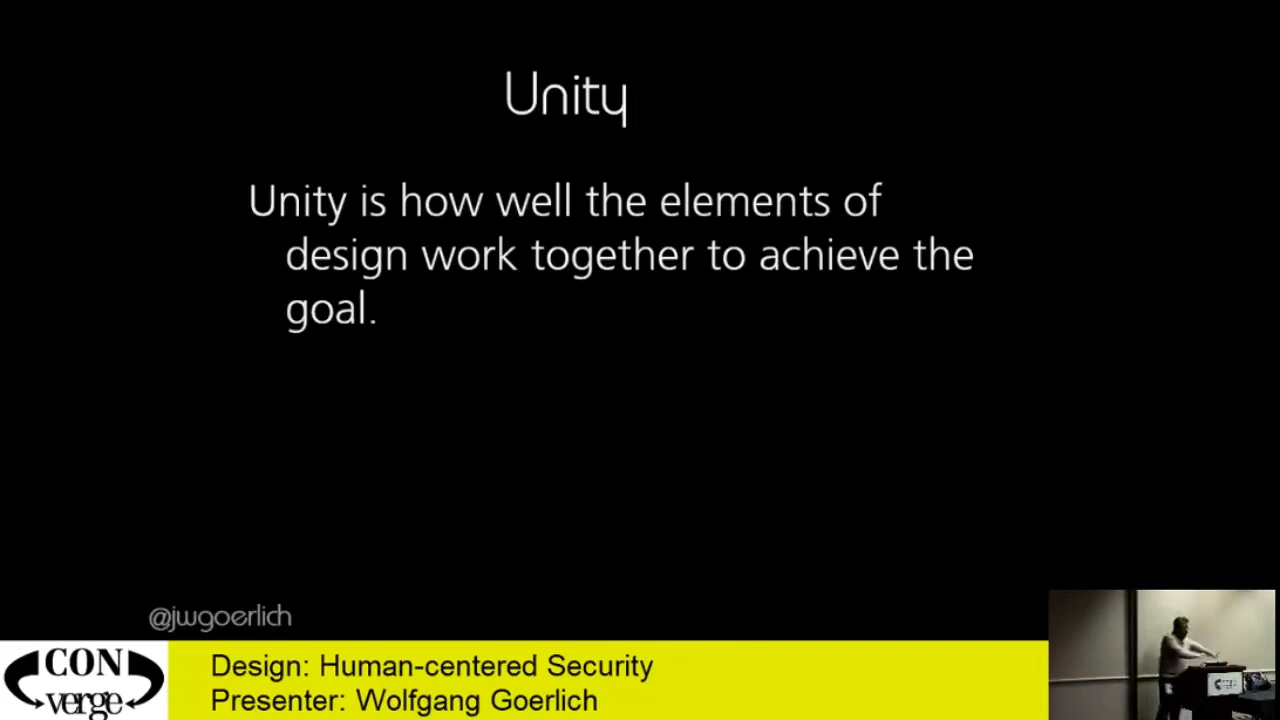 Unity
Unity is how well the elements of
design work together to achieve the
goal.
@jwgoerlich
CON
verge
Design: Human-centered Security
Presenter: Wolfgang Goerlich